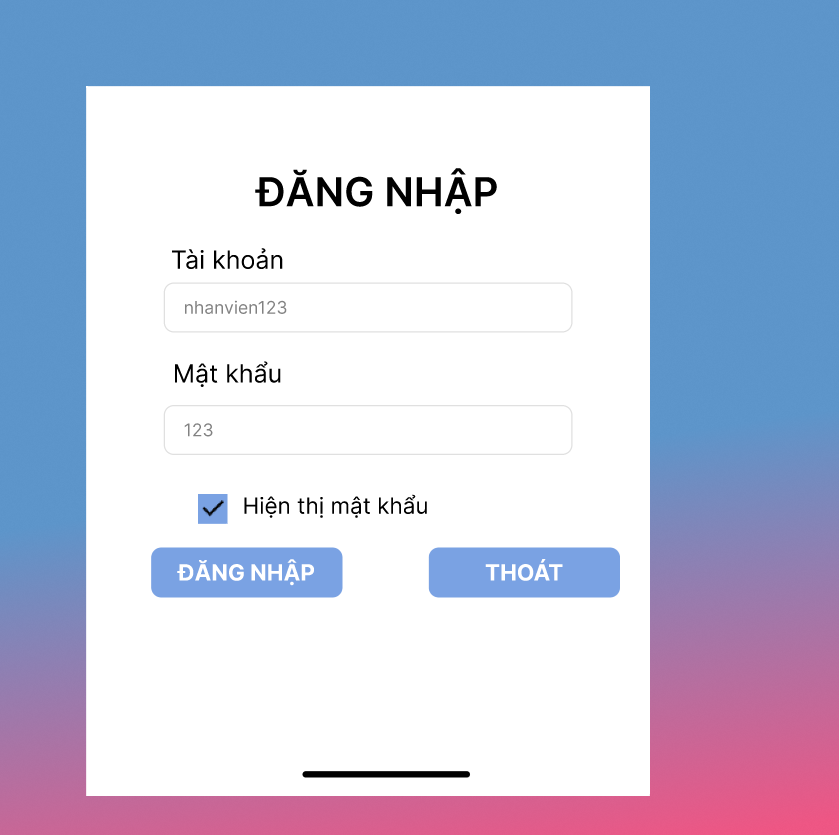 ĐĂNG NHẬP
Tài khoản
nhanvien123
Mật khẩu
123
Hiện thị mật khẩu
ĐĂNG NHẬP
THOÁT